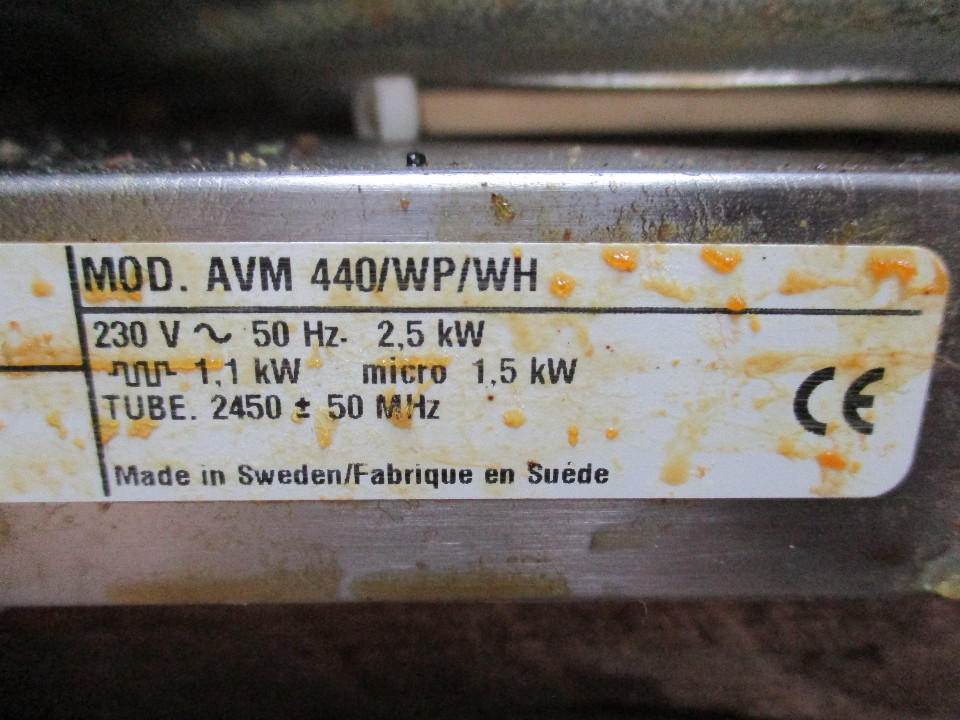 MOD. AVM 440/WP/WH
230 V ~ 50 Hz. 2,5 kW
1,1 kW micro 1,5 kW
TUBE. 2450 ± 50 MHz
CE
Made in Sweden/Fabrique en Suéde